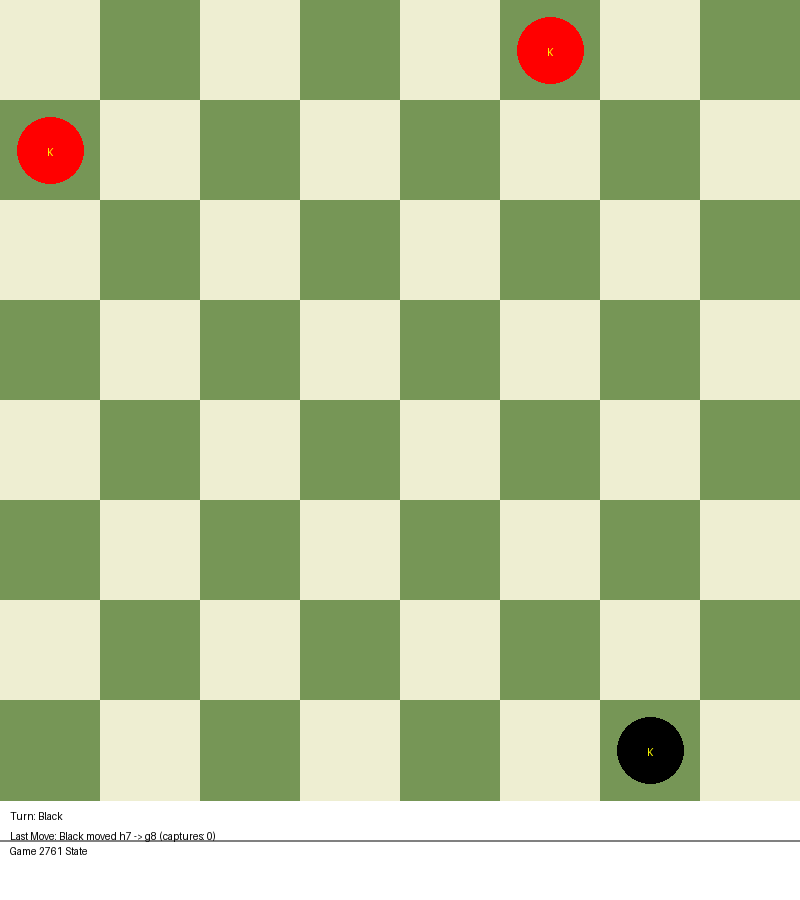 K
K
K
Turn: Black
Last Move: Black moved h7 -> g8 (captures: 0)
Game 2761 State